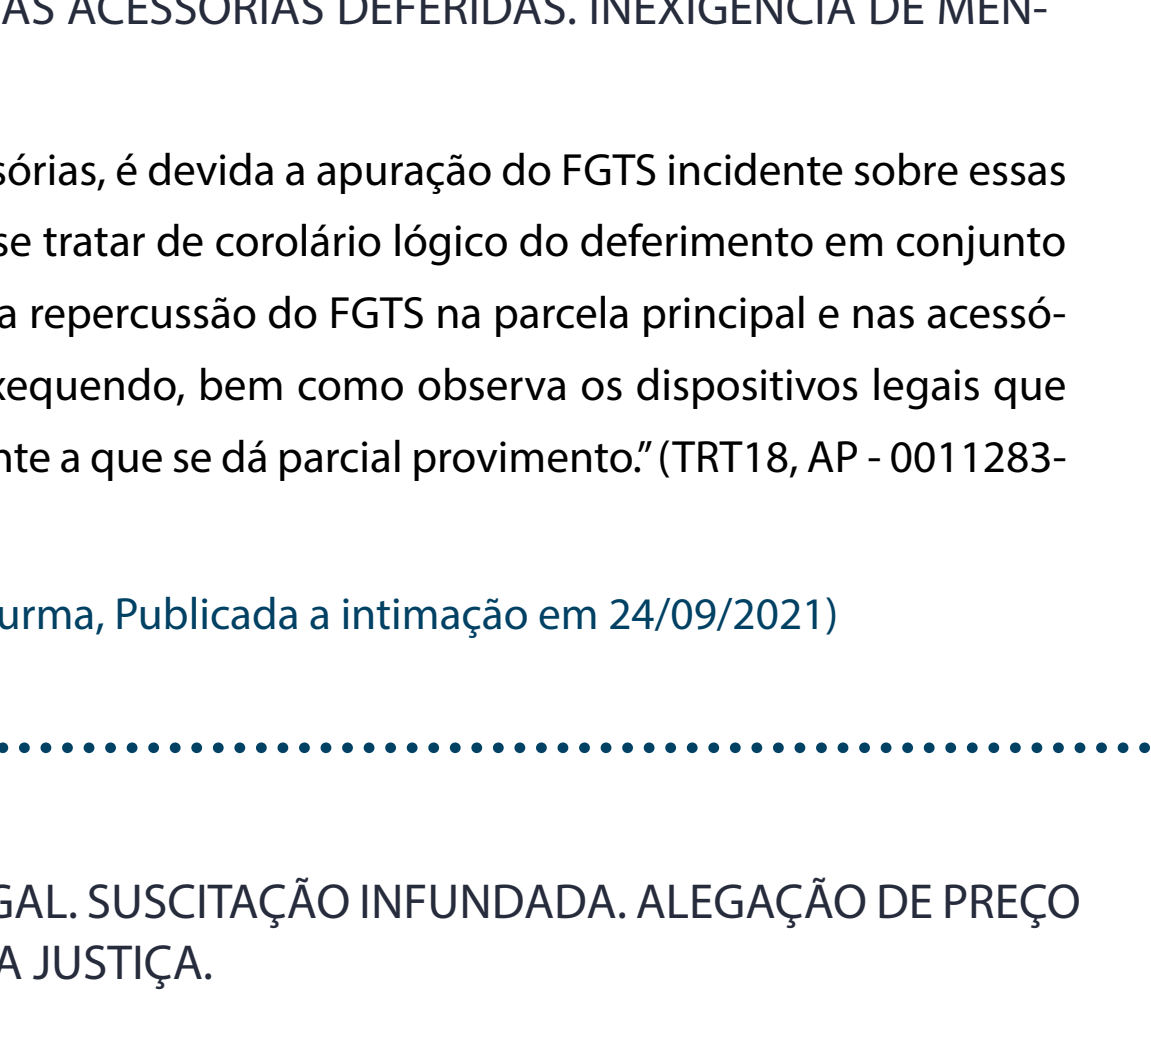 AS ACESSÓRIAS DEFERIDAS. INEXIGÊNCIA DE MEN-
sórias, é devida a apuração do FGTS incidente sobre essas
se tratar de corolário lógico do deferimento em conjunto
a repercussão do FGTS na parcela principal e nas acessó-
xequendo, bem como observa os dispositivos legais que
nte a que se dá parcial provimento.” (TRT18, AP - 0011283-
urma, Publicada a intimação em 24/09/2021)
GAL. SUSCITAÇÃO INFUNDADA. ALEGAÇÃO DE PREÇO
A JUSTIÇA.